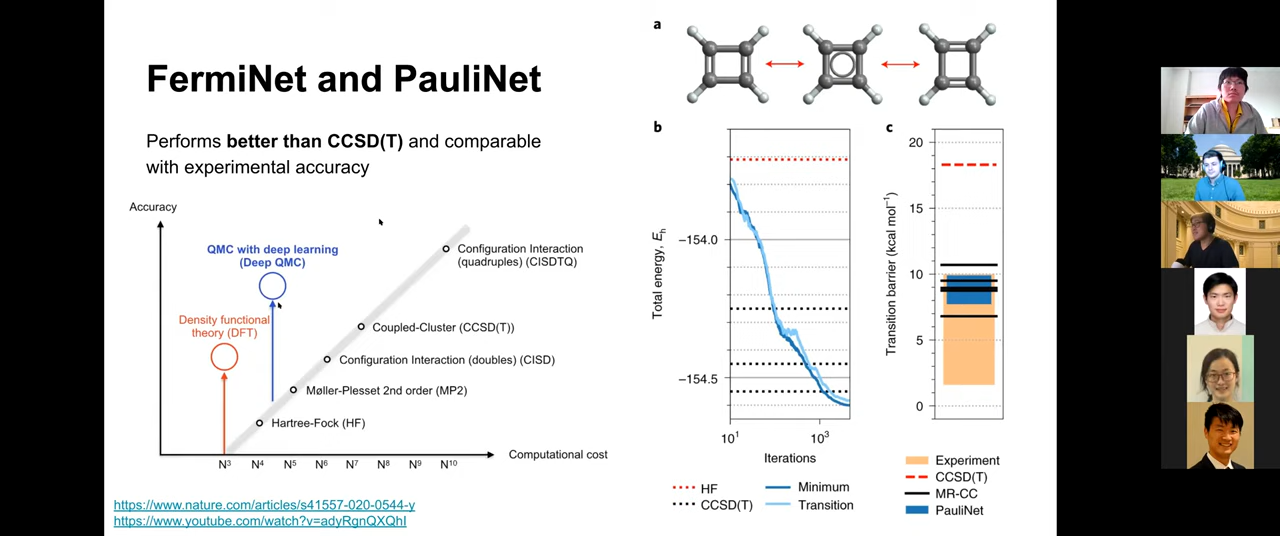 FermiNet and PauliNet
Performs better than CCSD(T) and comparable
with experimental accuracy
Accuracy
QMC with deep learning
(Deep QMC)
Density functional
theory (DFT)
Configuration Interaction
(quadruples) (CISDTQ)
Coupled-Cluster (CCSD(T))
Configuration Interaction (doubles) (CISD)
Møller-Plesset 2nd order (MP2)
Hartree-Fock (HF)
N³ N⁴ N⁵ N⁶ N⁷ N⁸ N⁹ N¹⁰
Computational cost
https://www.nature.com/articles/s41557-020-0544-y
https://www.youtube.com/watch?v=adyRgnQXQhI
a
b
Total energy, Eh
−154.0
−154.5
10¹ 10³
Iterations
HF
CCSD(T)
Minimum
Transition
c
Transition barrier (kcal mol⁻¹)
20
15
10
5
0
Experiment
CCSD(T)
MR-CC
PauliNet